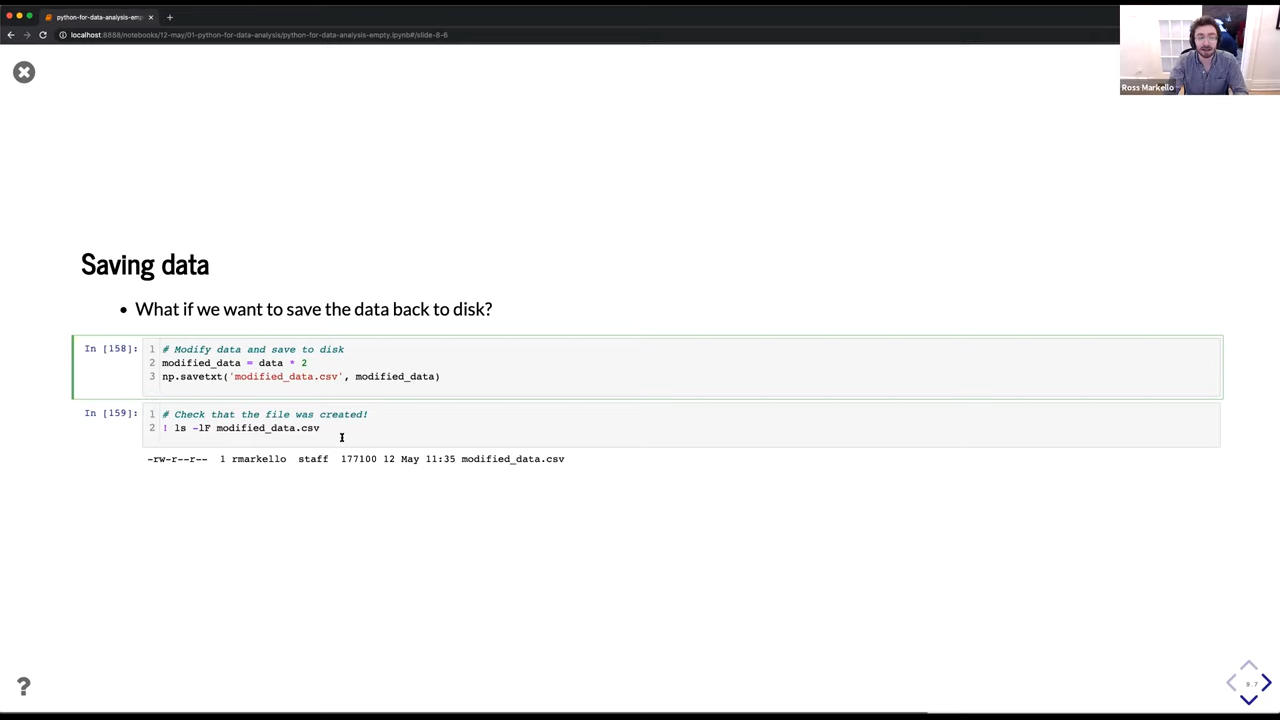 python-for-data-analysis-emp
localhost:8888/notebooks/12-may/01-python-for-data-analysis/python-for-data-analysis-empty.ipynb#/slide-8-6
Ross Markello
Saving data
• What if we want to save the data back to disk?
In [158]:
1 # Modify data and save to disk
2 modified_data = data * 2
3 np.savetxt('modified_data.csv', modified_data)
In [159]:
1 # Check that the file was created!
2 ! ls -lF modified_data.csv
-rw-r--r-- 1 rmarkello staff 177100 12 May 11:35 modified_data.csv
?
9.7